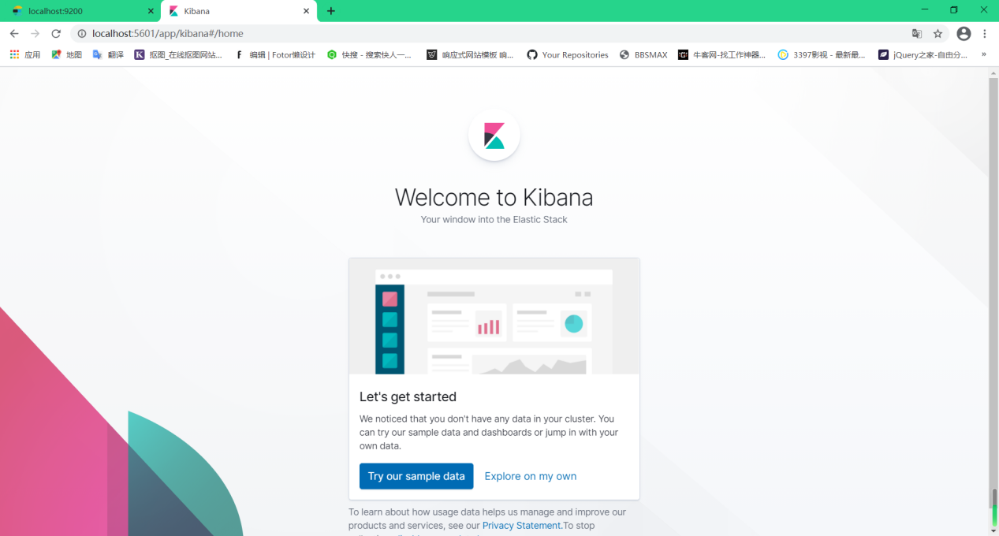 localhost:9200
Kibana
localhost:5601/app/kibana#/home
应用
地图
翻译
抠图_在线抠图网站...
编辑 | Fotor懒设计
快搜 - 搜索快人一...
响应式网站模板 响...
Your Repositories
BBSMAX
牛客网-找工作神器...
3397影视 - 最新最...
jQuery之家-自由分...
»
Welcome to Kibana
Your window into the Elastic Stack
Let's get started
We noticed that you don't have any data in your cluster. You
can try our sample data and dashboards or jump in with your
own data.
Try our sample data
Explore on my own
To learn about how usage data helps us manage and improve our
products and services, see our Privacy Statement.To stop